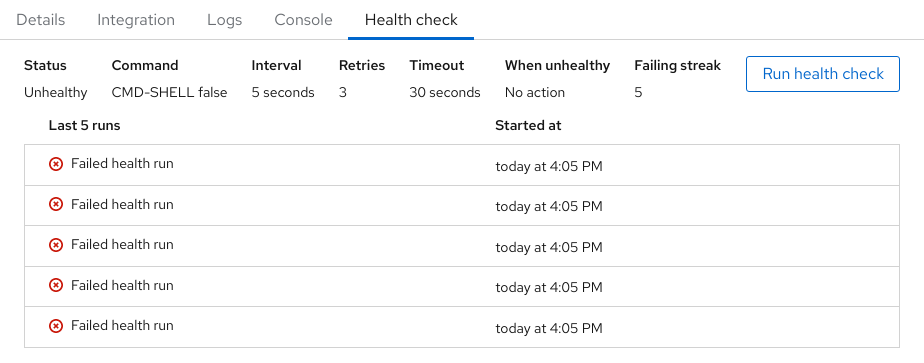 Details Integration Logs Console Health check
Status Command Interval Retries Timeout When unhealthy Failing streak
Run health check
Unhealthy CMD-SHELL false 5 seconds 3 30 seconds No action 5
Last 5 runs Started at
Failed health run today at 4:05 PM
Failed health run today at 4:05 PM
Failed health run today at 4:05 PM
Failed health run today at 4:05 PM
Failed health run today at 4:05 PM